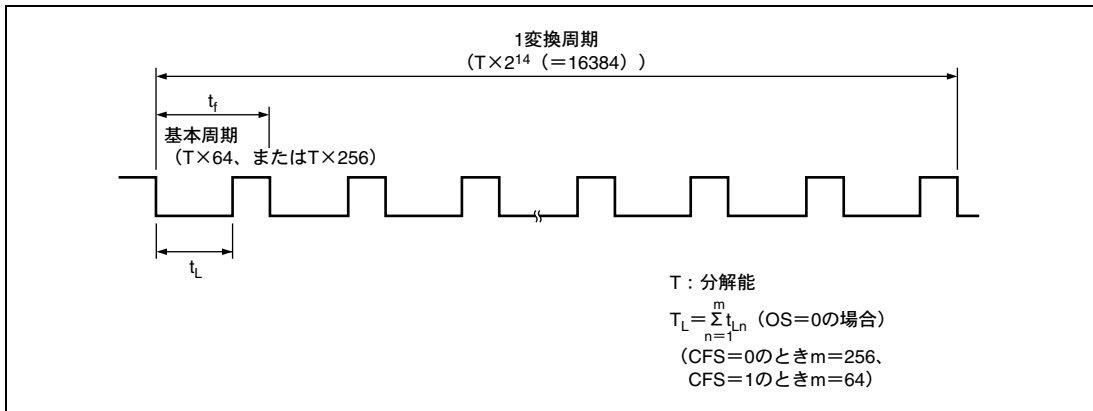 1変換周期
(T×2¹⁴(=16384))
t_f
基本周期
(T×64、またはT×256)
t_L
T：分解能
T_L=Σt_Ln(OS=0の場合)
m
n=1
(CFS=0のときm=256、
CFS=1のときm=64)